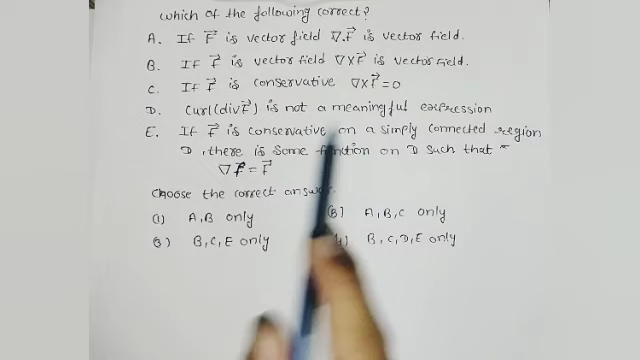 Which of the following correct?
A. If F⃗ is vector field ∇.F⃗ is vector field.
B. If F⃗ is vector field ∇×F⃗ is vector field.
C. If F⃗ is conservative ∇×F⃗=0
D. Curl(divF⃗) is not a meaningful expression
E. If F⃗ is conservative on a simply connected region
D, there is some function on D such that
∇f=F⃗
Choose the correct
(1) A,B only
A,B,C only
(3) B,C,E only
B,C,D,E only